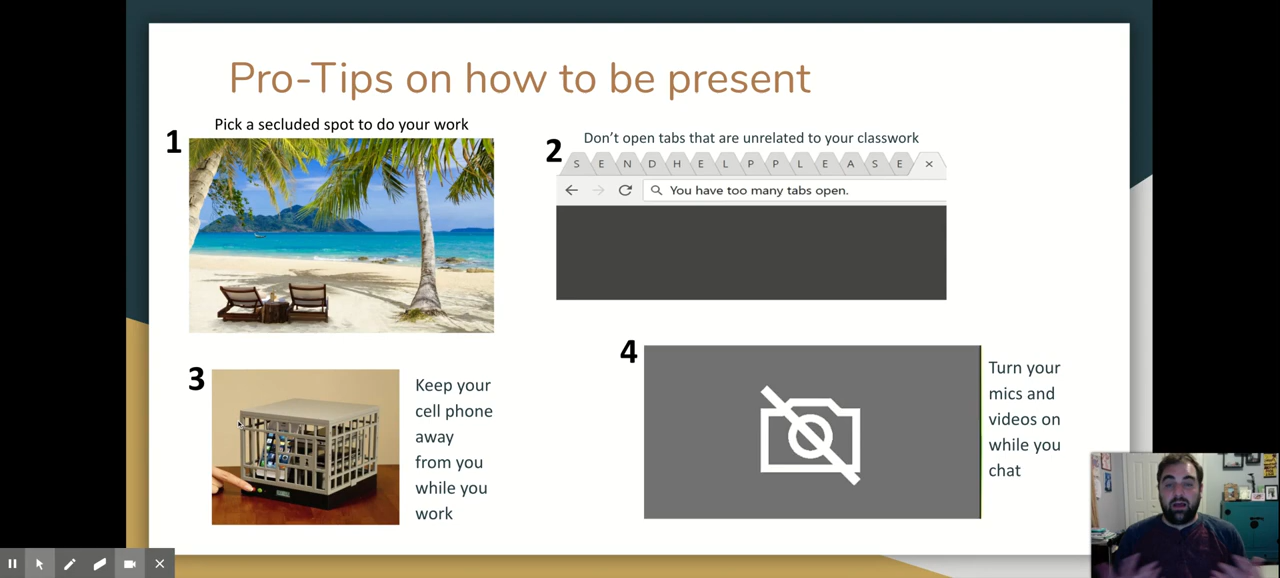 Pro-Tips on how to be present
1
Pick a secluded spot to do your work
2
Don’t open tabs that are unrelated to your classwork
S E N D H E L P P L E A S E
You have too many tabs open.
3
Keep your
cell phone
away
from you
while you
work
4
Turn your
mics and
videos on
while you
chat